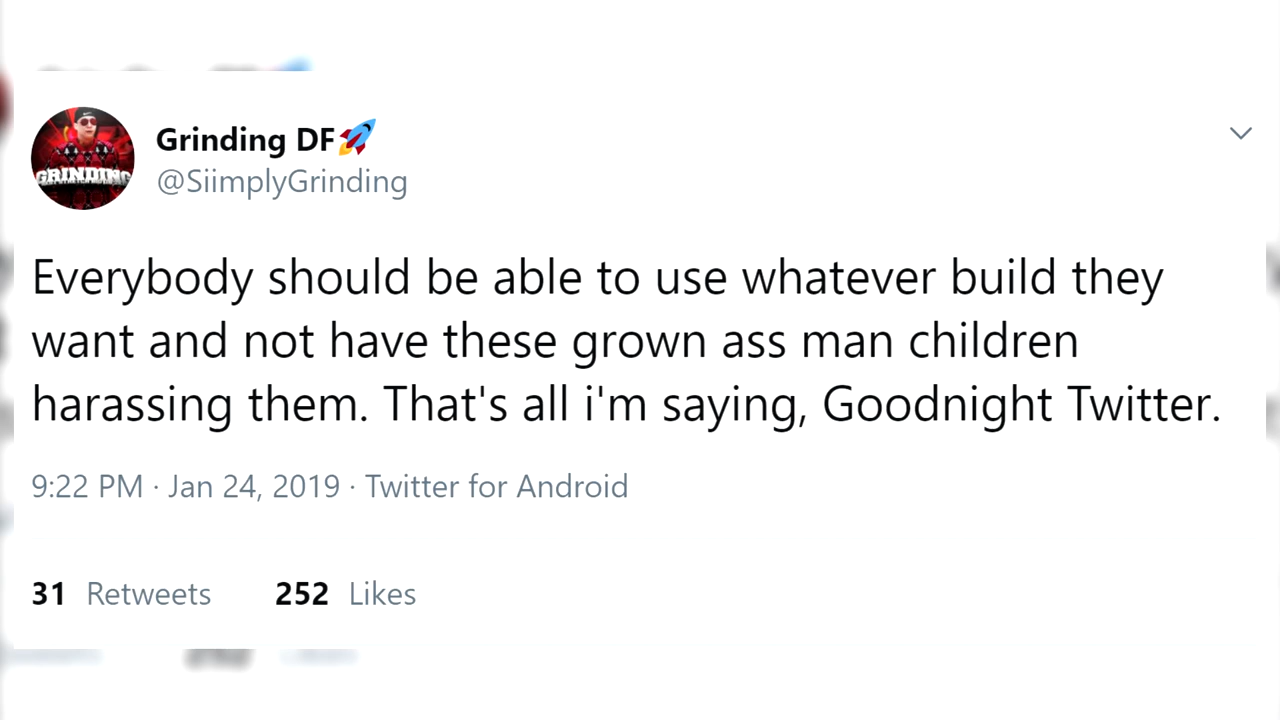 GRINDING
Grinding DF🚀
@SiimplyGrinding
Everybody should be able to use whatever build they
want and not have these grown ass man children
harassing them. That's all i'm saying, Goodnight Twitter.
9:22 PM · Jan 24, 2019 · Twitter for Android
31 Retweets 252 Likes